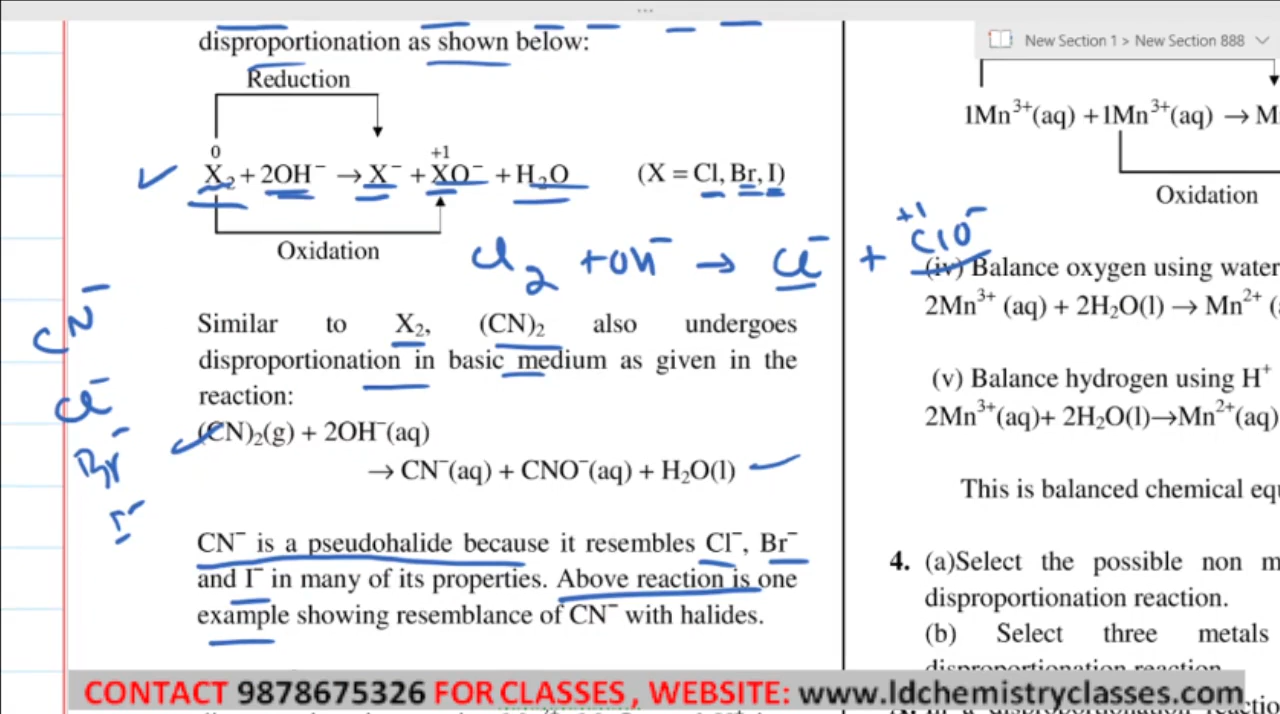 New Section 1 > New Section 888
disproportionation as shown below:
Reduction
0
+1
X₂ + 2OH⁻ → X⁻ + XO⁻ + H₂O (X = Cl, Br, I)
Oxidation
Cl₂ + OH⁻ → Cl⁻ + ClO⁻
+1
Similar to X₂, (CN)₂ also undergoes
disproportionation in basic medium as given in the
reaction:
(CN)₂(g) + 2OH⁻(aq)
→ CN⁻(aq) + CNO⁻(aq) + H₂O(l)
CN⁻
Cl⁻
Br⁻
I⁻
CN⁻ is a pseudohalide because it resembles Cl⁻, Br⁻
and I⁻ in many of its properties. Above reaction is one
example showing resemblance of CN⁻ with halides.
1Mn³⁺(aq) + 1Mn³⁺(aq) → M
Oxidation
(iv) Balance oxygen using water
2Mn³⁺ (aq) + 2H₂O(l) → Mn²⁺ (
(v) Balance hydrogen using H⁺
2Mn³⁺(aq)+ 2H₂O(l)→Mn²⁺(aq)
This is balanced chemical equ
4. (a)Select the possible non m
disproportionation reaction.
(b) Select three metals
disproportionation reaction
CONTACT 9878675326 FOR CLASSES, WEBSITE: www.ldchemistryclasses.com